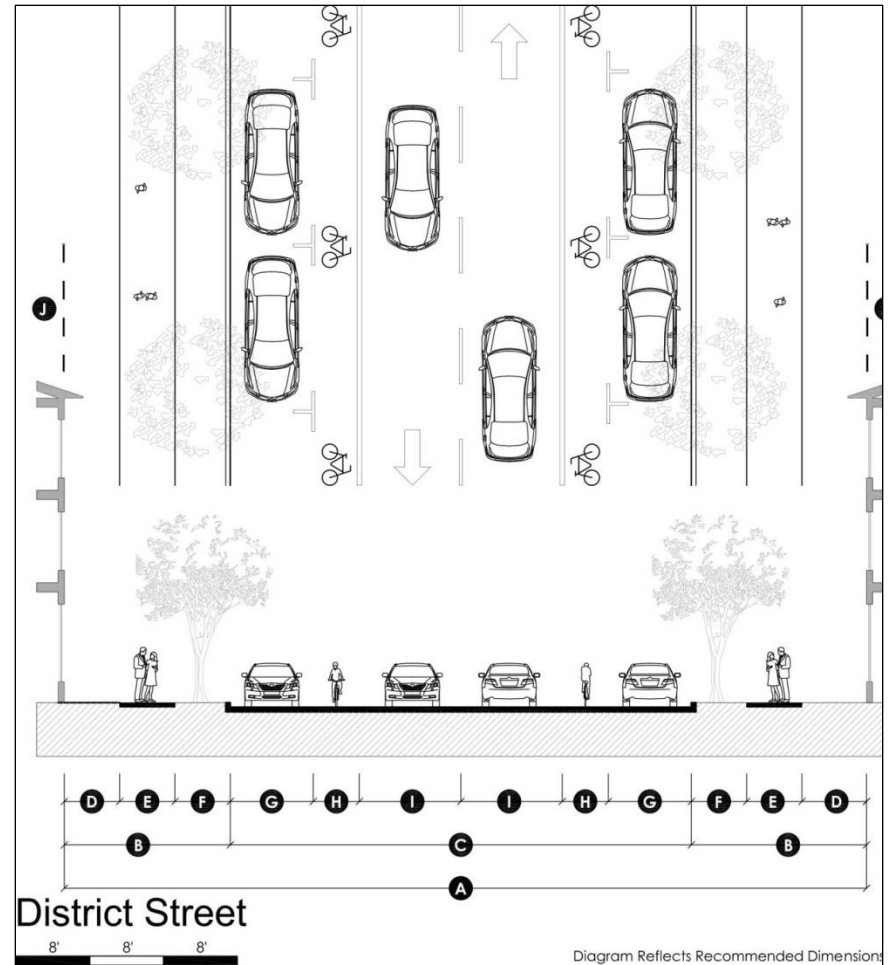 J
D E F G H I I H G F E D
B C B
A
District Street
8' 8' 8'
Diagram Reflects Recommended Dimensions